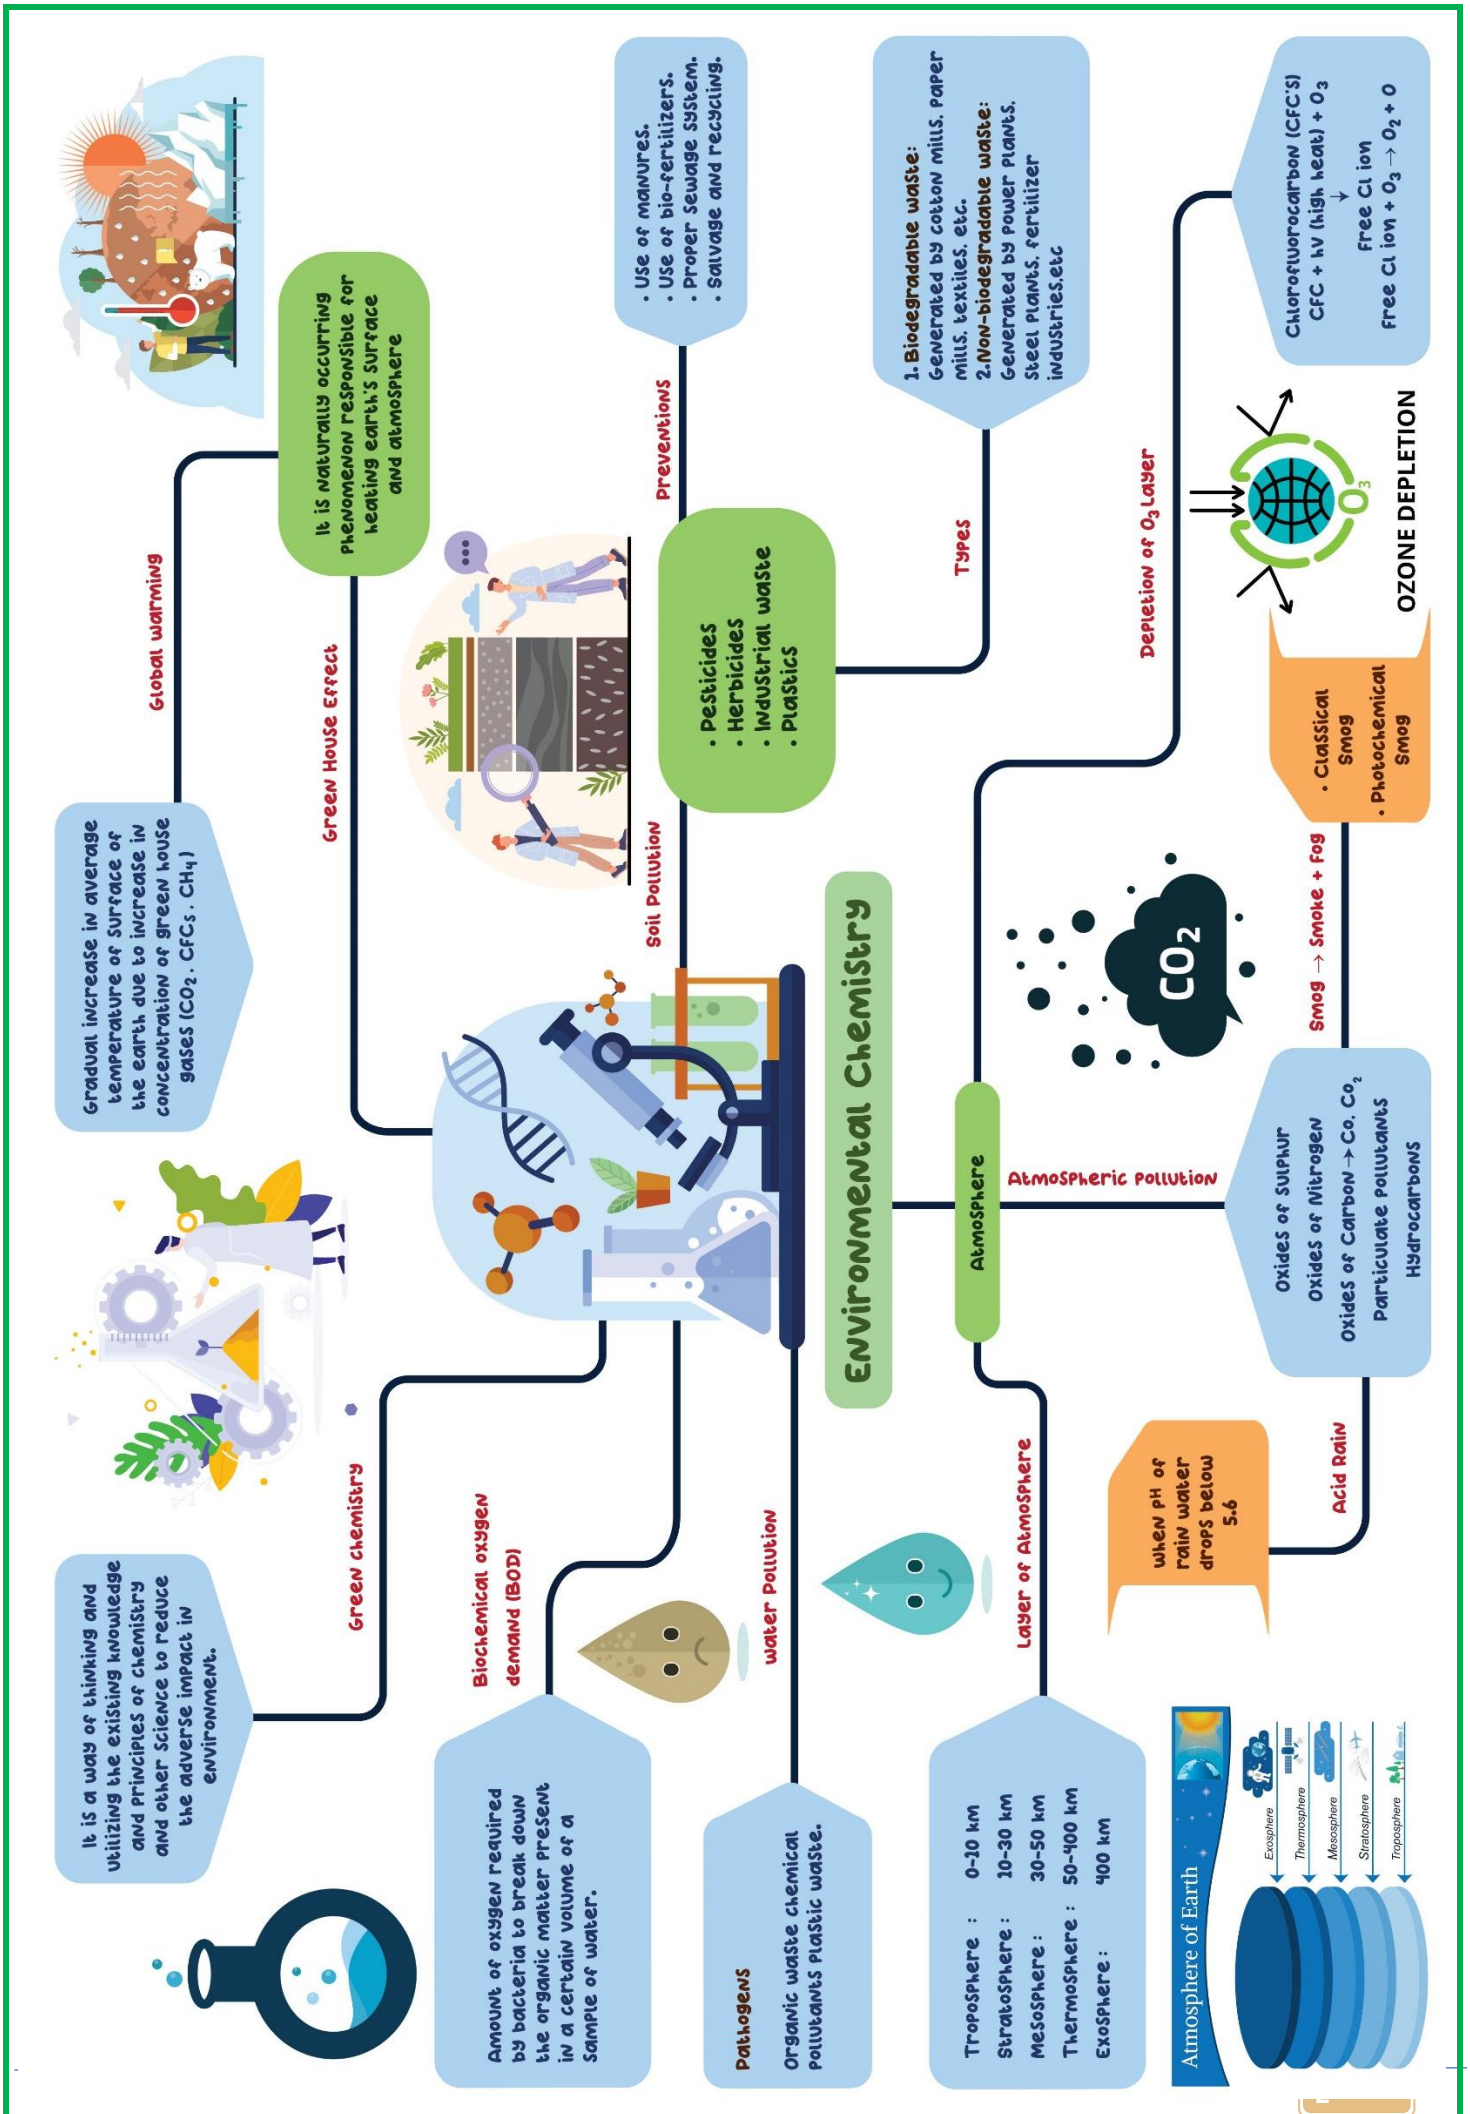 It is a way of thinking and
utilizing the existing knowledge
and principles of chemistry
and other science to reduce
the adverse impact in
environment.
Green chemistry
Gradual increase in average
temperature of surface of
the earth due to increase in
concentration of green house
gases (CO₂, CFCs, CH₄)
Global warming
It is naturally occurring
phenomenon responsible for
heating earth's surface
and atmosphere
Green House Effect
Biochemical oxygen
demand (BOD)
Amount of oxygen required
by bacteria to break down
the organic matter present
in a certain volume of a
sample of water.
Soil Pollution
• Pesticides
• Herbicides
• Industrial waste
• Plastics
Preventions
• Use of manures.
• Use of bio-fertilizers.
• Proper sewage system.
• Salvage and recycling.
Types
1. Biodegradable waste:
Generated by cotton mills, paper
mills, textiles, etc.
2.Non-biodegradable waste:
Generated by power plants,
steel plants, fertilizer
industries,etc
water Pollution
Pathogens
Organic waste chemical
pollutants plastic waste.
Environmental Chemistry
Atmosphere
Layer of Atmosphere
Troposphere : 0-10 km
Stratosphere : 10-30 km
Mesosphere : 30-50 km
Thermosphere : 50-400 km
Exosphere : 400 km
Atmospheric pollution
Oxides of sulphur
Oxides of Nitrogen
Oxides of Carbon → Co, Co₂
Particulate pollutants
Hydrocarbons
CO₂
Depletion of O₃ Layer
Chlorofluorocarbon (CFC'S)
CFC + hV (high heat) + O₃
↓
Free Cl ion
Free Cl ion + O₃ → O₂ + O
O₃
OZONE DEPLETION
Acid Rain
when pH of
rain water
drops below
5.6
Smog → Smoke + Fog
• Classical
Smog
• Photochemical
Smog
Atmosphere of Earth
Exosphere
Thermosphere
Mesosphere
Stratosphere
Troposphere